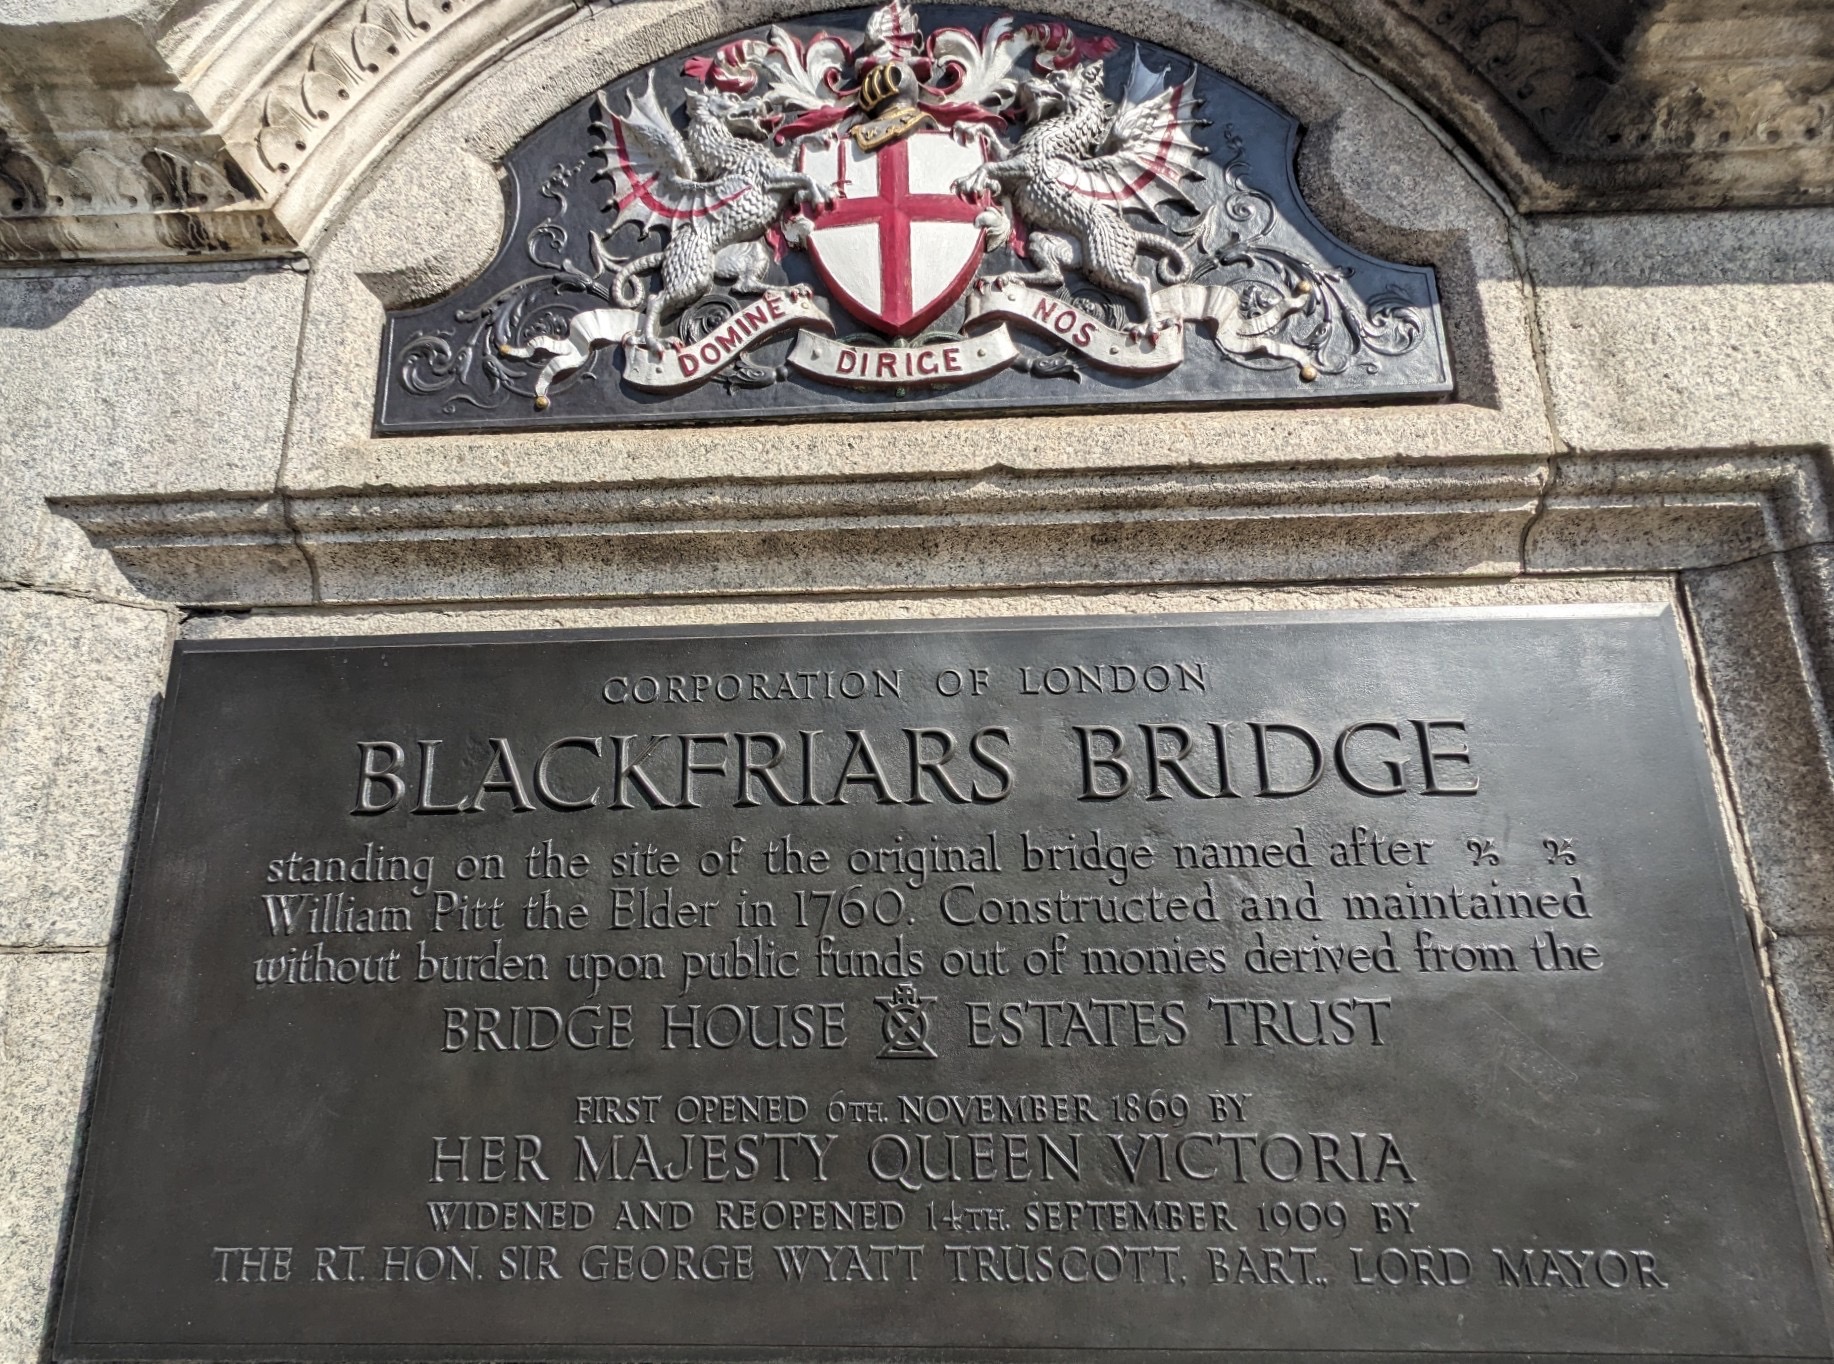 DOMINE DIRIGE NOS
CORPORATION OF LONDON
BLACKFRIARS BRIDGE
standing on the site of the original bridge named after
William Pitt the Elder in 1760. Constructed and maintained
without burden upon public funds out of monies derived from the
BRIDGE HOUSE ESTATES TRUST
FIRST OPENED 6TH. NOVEMBER 1869 BY
HER MAJESTY QUEEN VICTORIA
WIDENED AND REOPENED 14TH. SEPTEMBER 1909 BY
THE RT. HON. SIR GEORGE WYATT TRUSCOTT, BART., LORD MAYOR